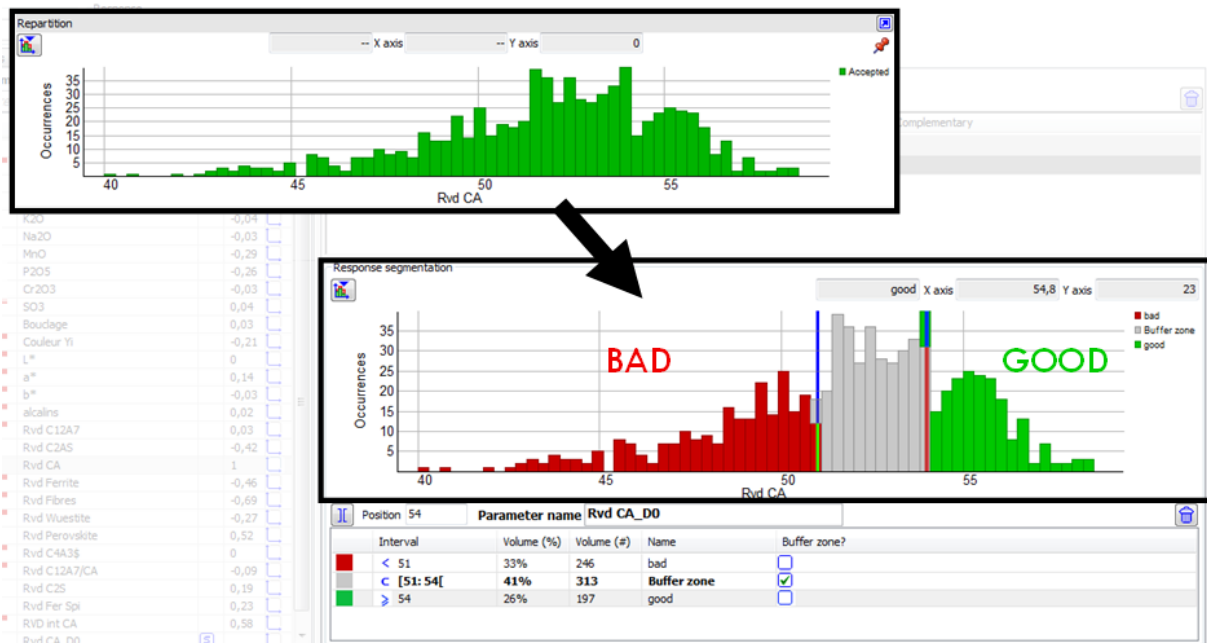 Repartition
-- X axis -- Y axis 0
Accepted
Occurrences
35
30
25
20
15
10
5
40 45 50 55
Rvd CA
Complementary
K2O -0,04
Na2O -0,03
MnO -0,29
P2O5 -0,26
Cr2O3 -0,03
SO3 0,04
Bouclage 0,03
Couleur Yi -0,21
L* 0
a* 0,14
b* -0,03
alcalins 0,02
Rvd C12A7 0,03
Rvd C2AS -0,42
Rvd CA 1
Rvd Ferrite -0,46
Rvd Fibres -0,69
Rvd Wuestite -0,27
Rvd Perovskite 0,52
Rvd C4A3$ 0
Rvd C12A7/CA -0,09
Rvd C2S 0,19
Rvd Fer Spi 0,23
RVD int CA 0,58
Rvd CA_D0
Response segmentation
good X axis 54,8 Y axis 23
bad
Buffer zone
good
BAD
GOOD
Occurrences
35
30
25
20
15
10
5
40 45 50 55
Rvd CA
Position 54 Parameter name Rvd CA_D0
Interval Volume (%) Volume (#) Name Buffer zone?
< 51 33% 246 bad
c [51: 54[ 41% 313 Buffer zone
⩾ 54 26% 197 good